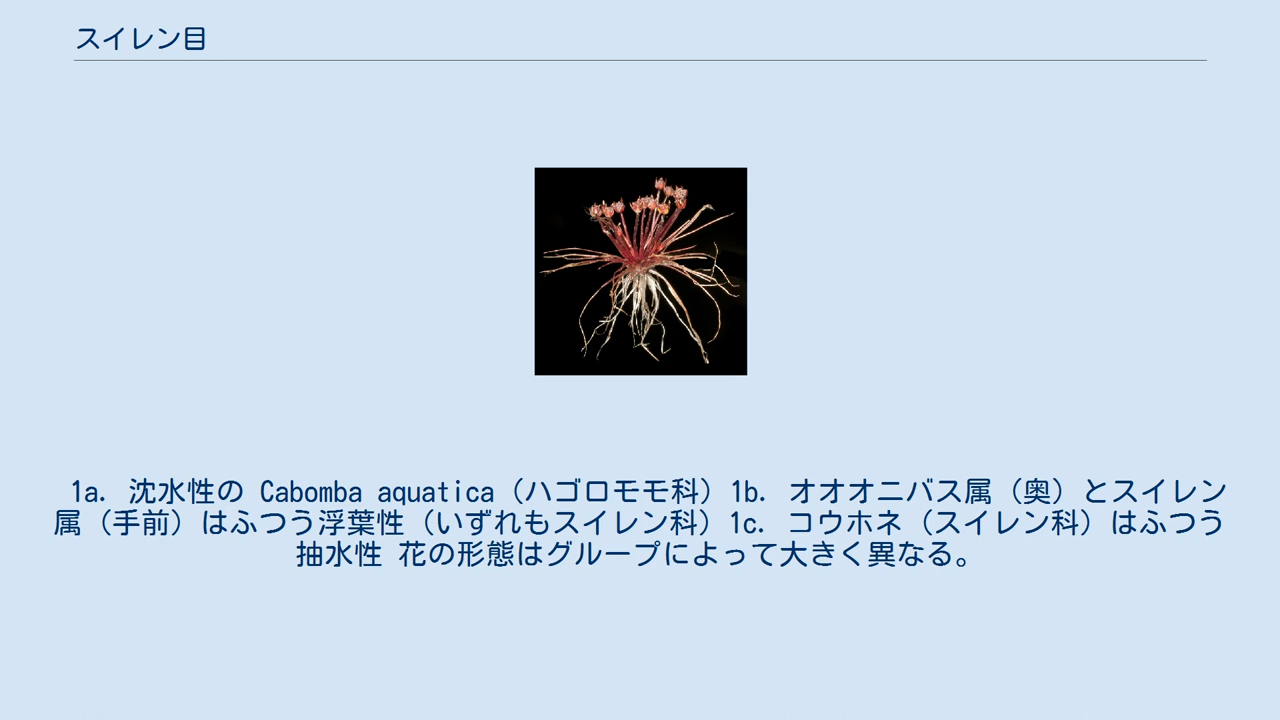 スイレン目
1a. 沈水性の Cabomba aquatica（ハゴロモモ科）1b. オオオニバス属（奥）とスイレン
属（手前）はふつう浮葉性（いずれもスイレン科）1c. コウホネ（スイレン科）はふつう
抽水性 花の形態はグループによって大きく異なる。